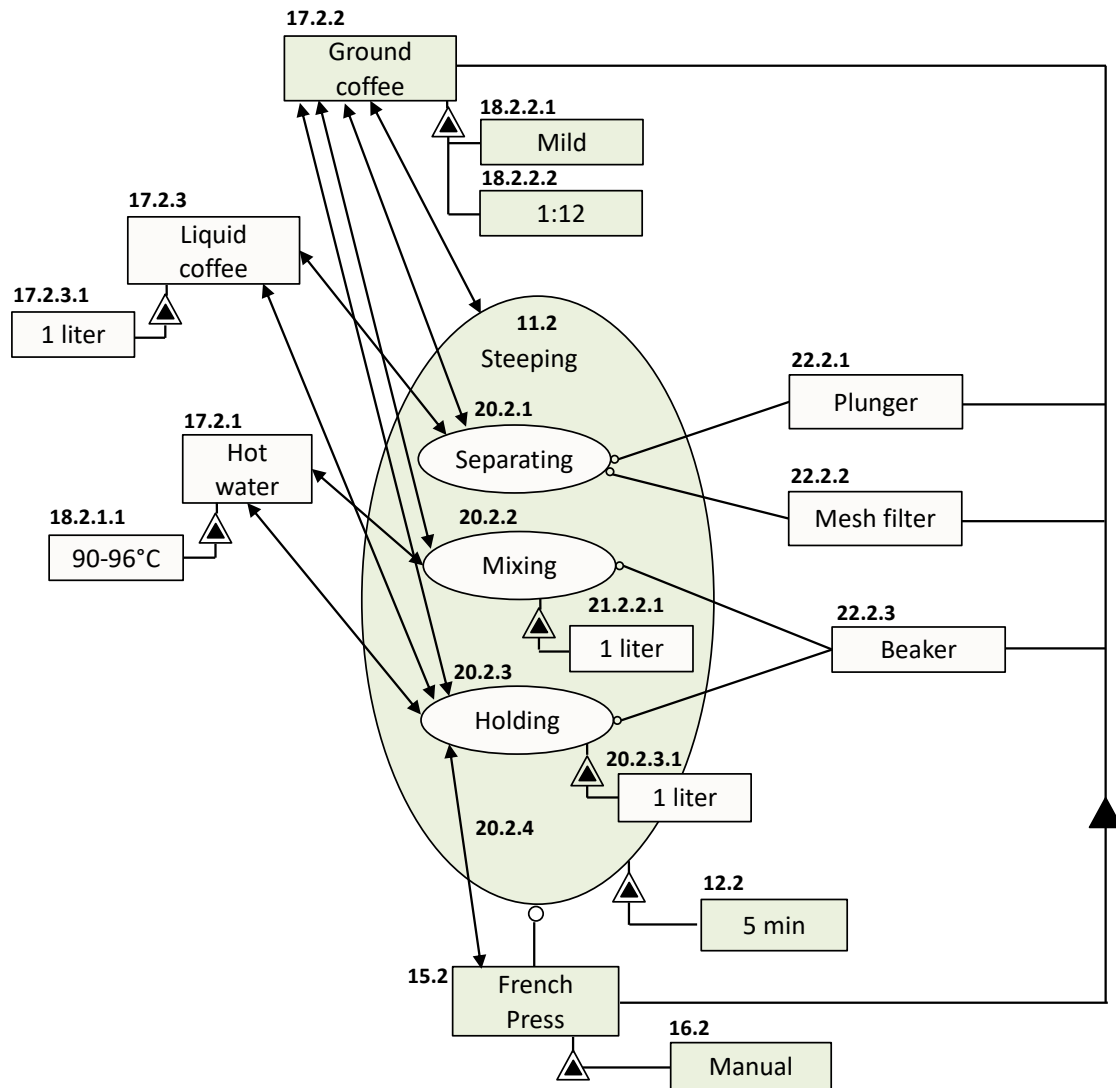 17.2.2
Ground
coffee
18.2.2.1
Mild
18.2.2.2
1:12
17.2.3
Liquid
coffee
17.2.3.1
1 liter
11.2
Steeping
22.2.1
Plunger
20.2.1
Separating
17.2.1
Hot
water
22.2.2
Mesh filter
18.2.1.1
90-96°C
20.2.2
Mixing
21.2.2.1
1 liter
22.2.3
Beaker
20.2.3
Holding
20.2.3.1
1 liter
20.2.4
12.2
5 min
15.2
French
Press
16.2
Manual